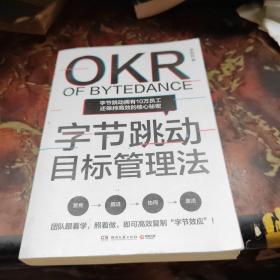 OKR
OF BYTEDANCE
字节跳动拥有10万员工
还保持高效的核心秘密
字节跳动
目标管理法
聚焦
跟进
协同
激活
团队跟着学，照着做，即可高效复制“字节效应”！